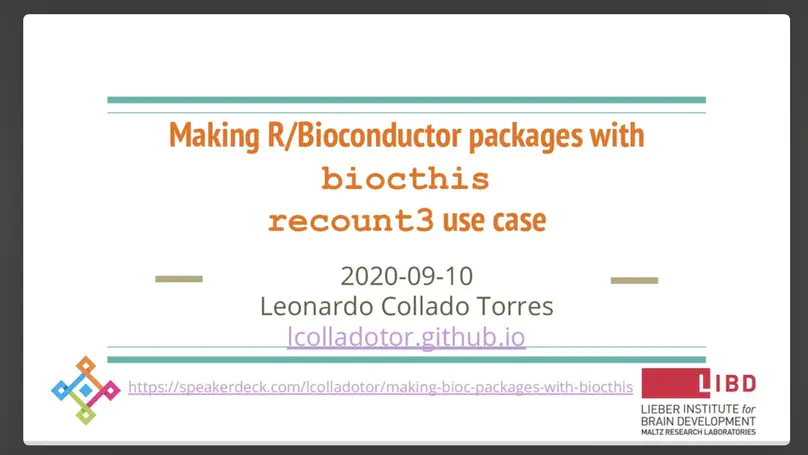 Making R/Bioconductor packages with
biocthis
recount3 use case
2020-09-10
Leonardo Collado Torres
lcolladotor.github.io
https://speakerdeck.com/lcolladotor/making-bioc-packages-with-biocthis
LIBD
LIEBER INSTITUTE for
BRAIN DEVELOPMENT
MALTZ RESEARCH LABORATORIES